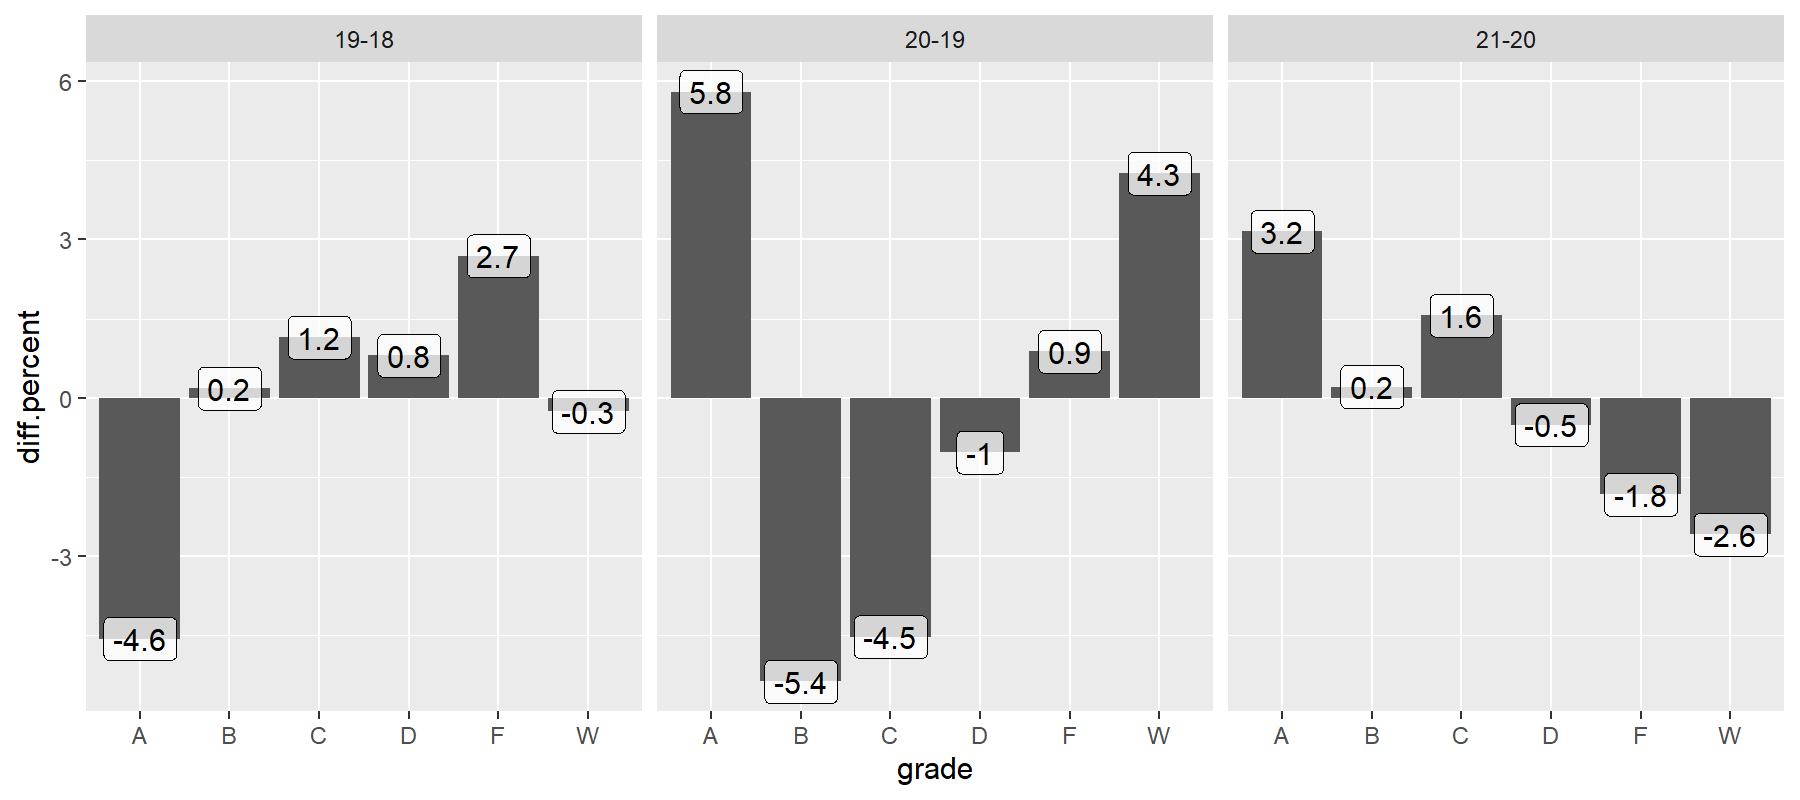 19-18 20-19 21-20
diff.percent
6
3
0
-3
-4.6 0.2 1.2 0.8 2.7 -0.3
5.8 -5.4 -4.5 -1 0.9 4.3
3.2 0.2 1.6 -0.5 -1.8 -2.6
A B C D F W A B C D F W A B C D F W
grade